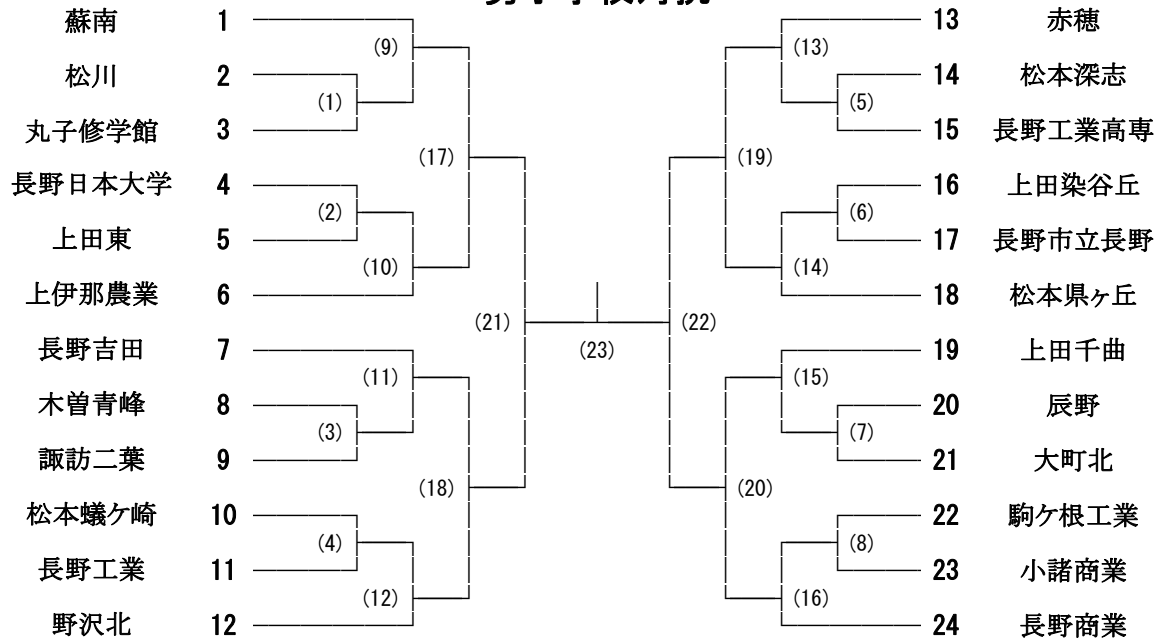 蘇南 1
松川 2
丸子修学館 3
長野日本大学 4
上田東 5
上伊那農業 6
長野吉田 7
木曽青峰 8
諏訪二葉 9
松本蟻ケ崎 10
長野工業 11
野沢北 12
(1)
(2)
(3)
(4)
(9)
(10)
(11)
(12)
(17)
(18)
(21)
(23)
(22)
(19)
(20)
(13)
(14)
(15)
(16)
(5)
(6)
(7)
(8)
13 赤穂
14 松本深志
15 長野工業高専
16 上田染谷丘
17 長野市立長野
18 松本県ヶ丘
19 上田千曲
20 辰野
21 大町北
22 駒ケ根工業
23 小諸商業
24 長野商業